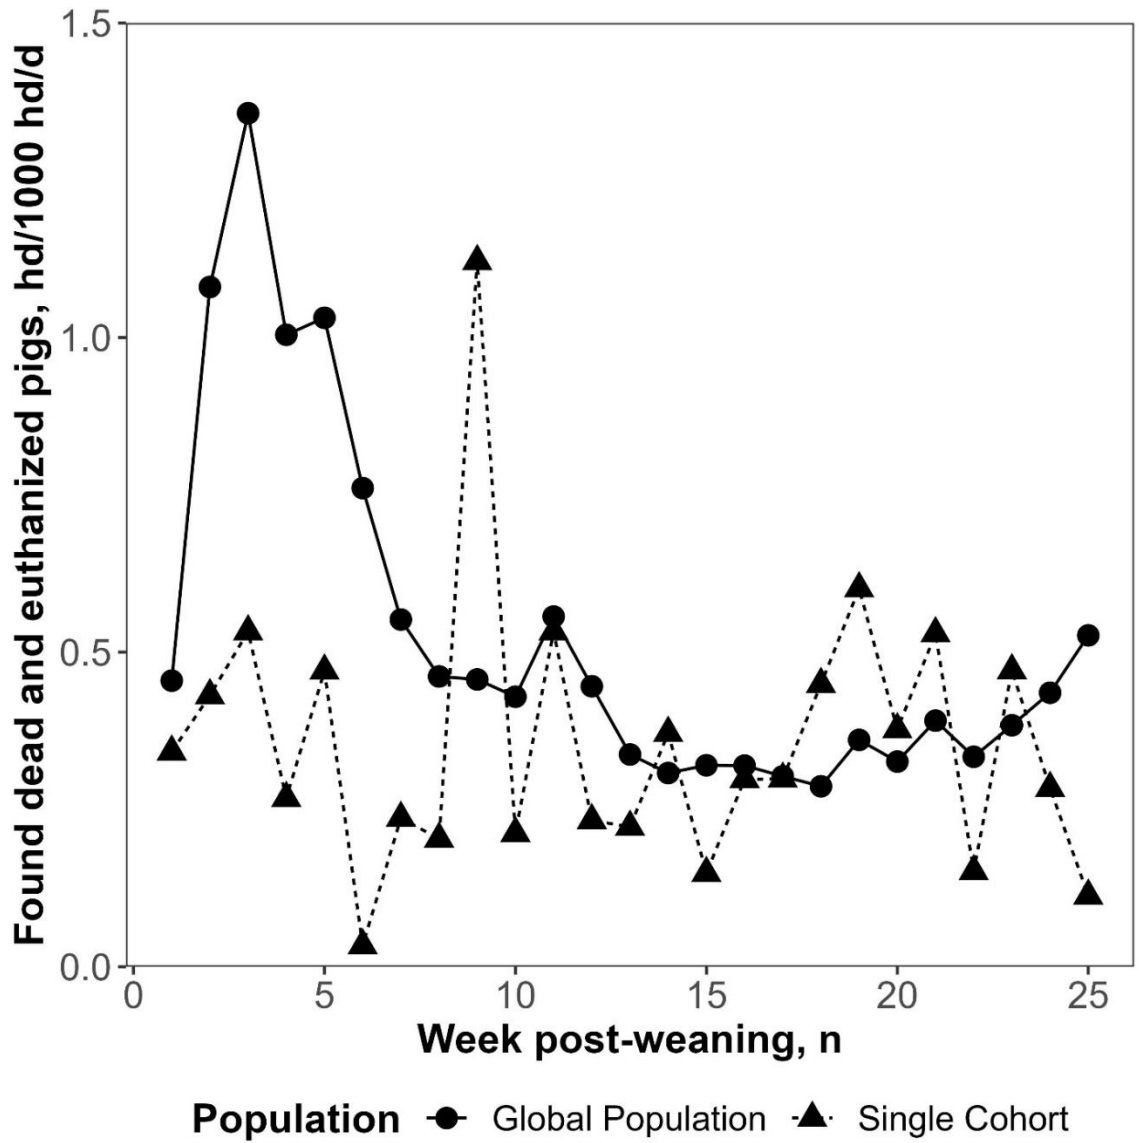 Found dead and euthanized pigs, hd/1000 hd/d
1.5
1.0
0.5
0.0
0 5 10 15 20 25
Week post-weaning, n
Population Global Population Single Cohort